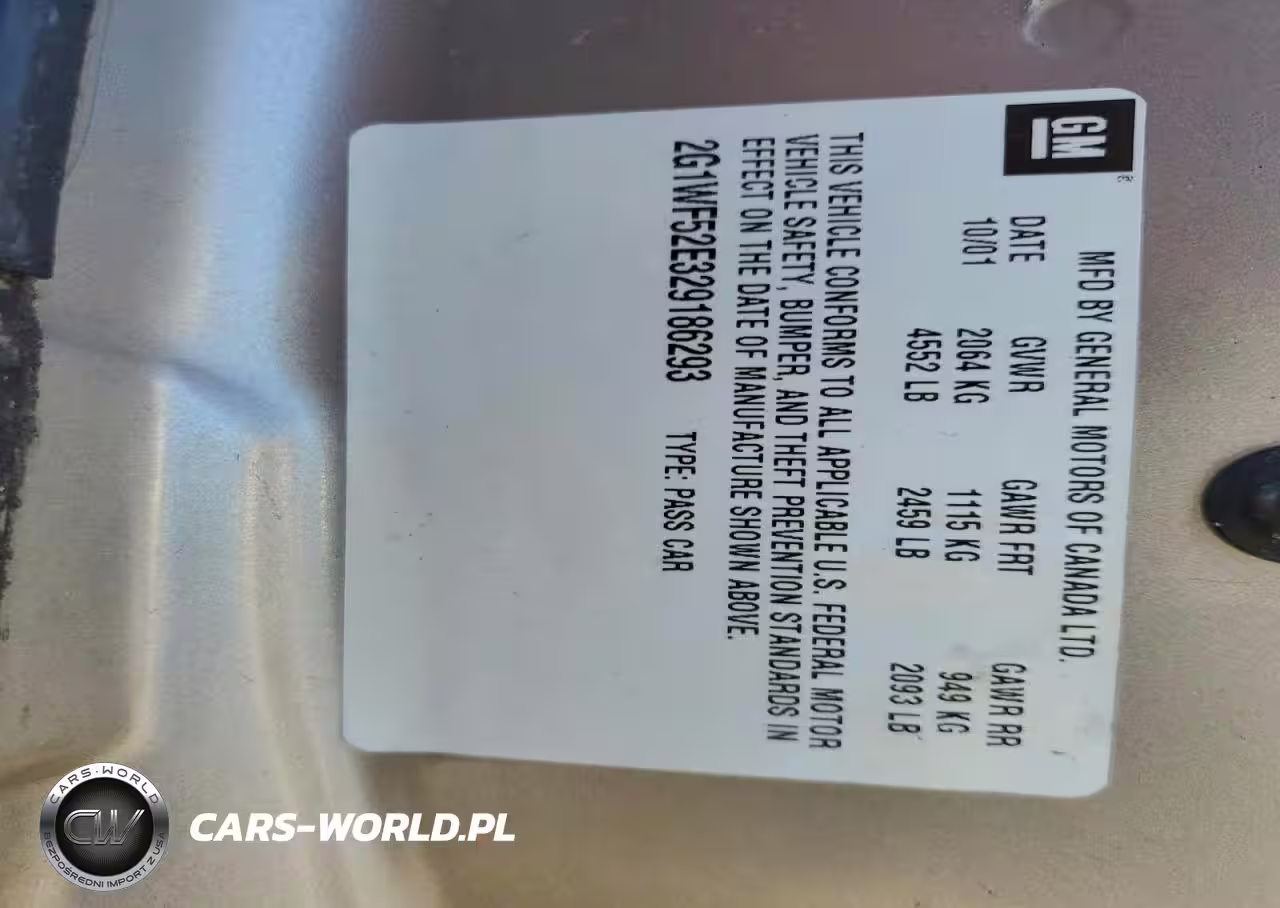 GM
MFD BY GENERAL MOTORS OF CANADA LTD.
DATE GVWR GAWR FRT GAWR RR
10/01 2064 KG 1115 KG 949 KG
4552 LB 2459 LB 2093 LB
THIS VEHICLE CONFORMS TO ALL APPLICABLE U.S. FEDERAL MOTOR
VEHICLE SAFETY, BUMPER, AND THEFT PREVENTION STANDARDS IN
EFFECT ON THE DATE OF MANUFACTURE SHOWN ABOVE.
2G1WF52E329186293 TYPE: PASS CAR
CARS-WORLD
CW
BEZPOŚREDNI IMPORT Z USA
CARS-WORLD.PL